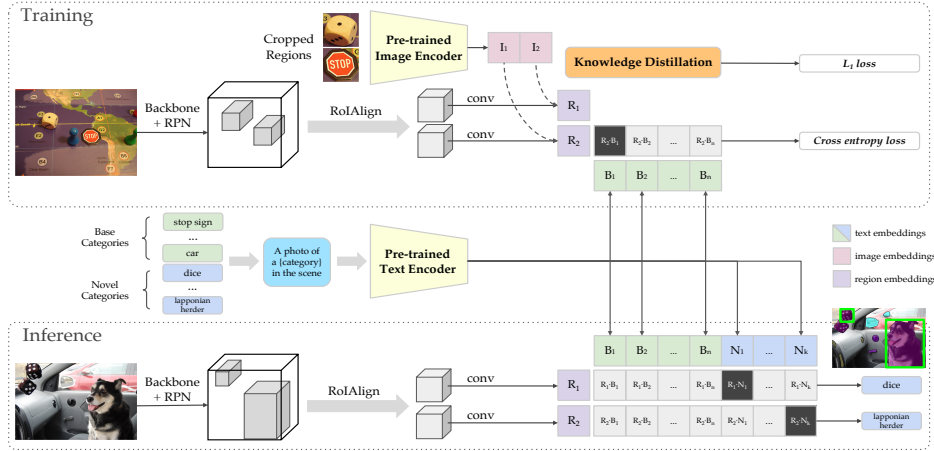 Training
Cropped
Regions
STOP
Pre-trained
Image Encoder
I₁ I₂
Knowledge Distillation
L₁ loss
Backbone
+ RPN
RoIAlign
conv
conv
R₁
R₂
R₂·B₁ R₂·B₂ ... R₂·Bₙ
Cross entropy loss
B₁ B₂ ... Bₙ
STOP
Base
Categories
stop sign
...
car
Novel
Categories
dice
...
lapponian
herder
A photo of
a {category}
in the scene
Pre-trained
Text Encoder
text embeddings
image embeddings
region embeddings
Inference
Backbone
+ RPN
RoIAlign
conv
conv
B₁ B₂ ... Bₙ N₁ ... Nₖ
R₁ R₁·B₁ R₁·B₂ ... R₁·Bₙ R₁·N₁ ... R₁·Nₖ
dice
R₂ R₂·B₁ R₂·B₂ ... R₂·Bₙ R₂·N₁ ... R₂·Nₖ
lapponian
herder